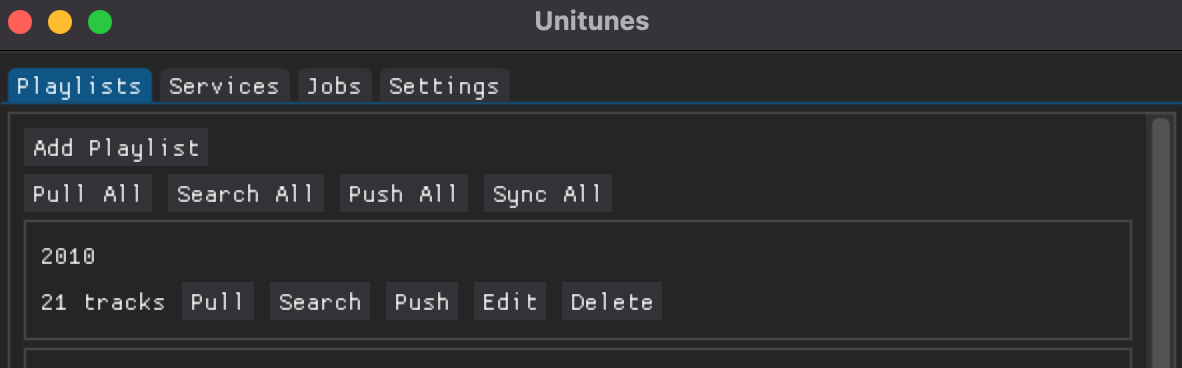 Unitunes
Playlists Services Jobs Settings
Add Playlist
Pull All Search All Push All Sync All
2010
21 tracks Pull Search Push Edit Delete